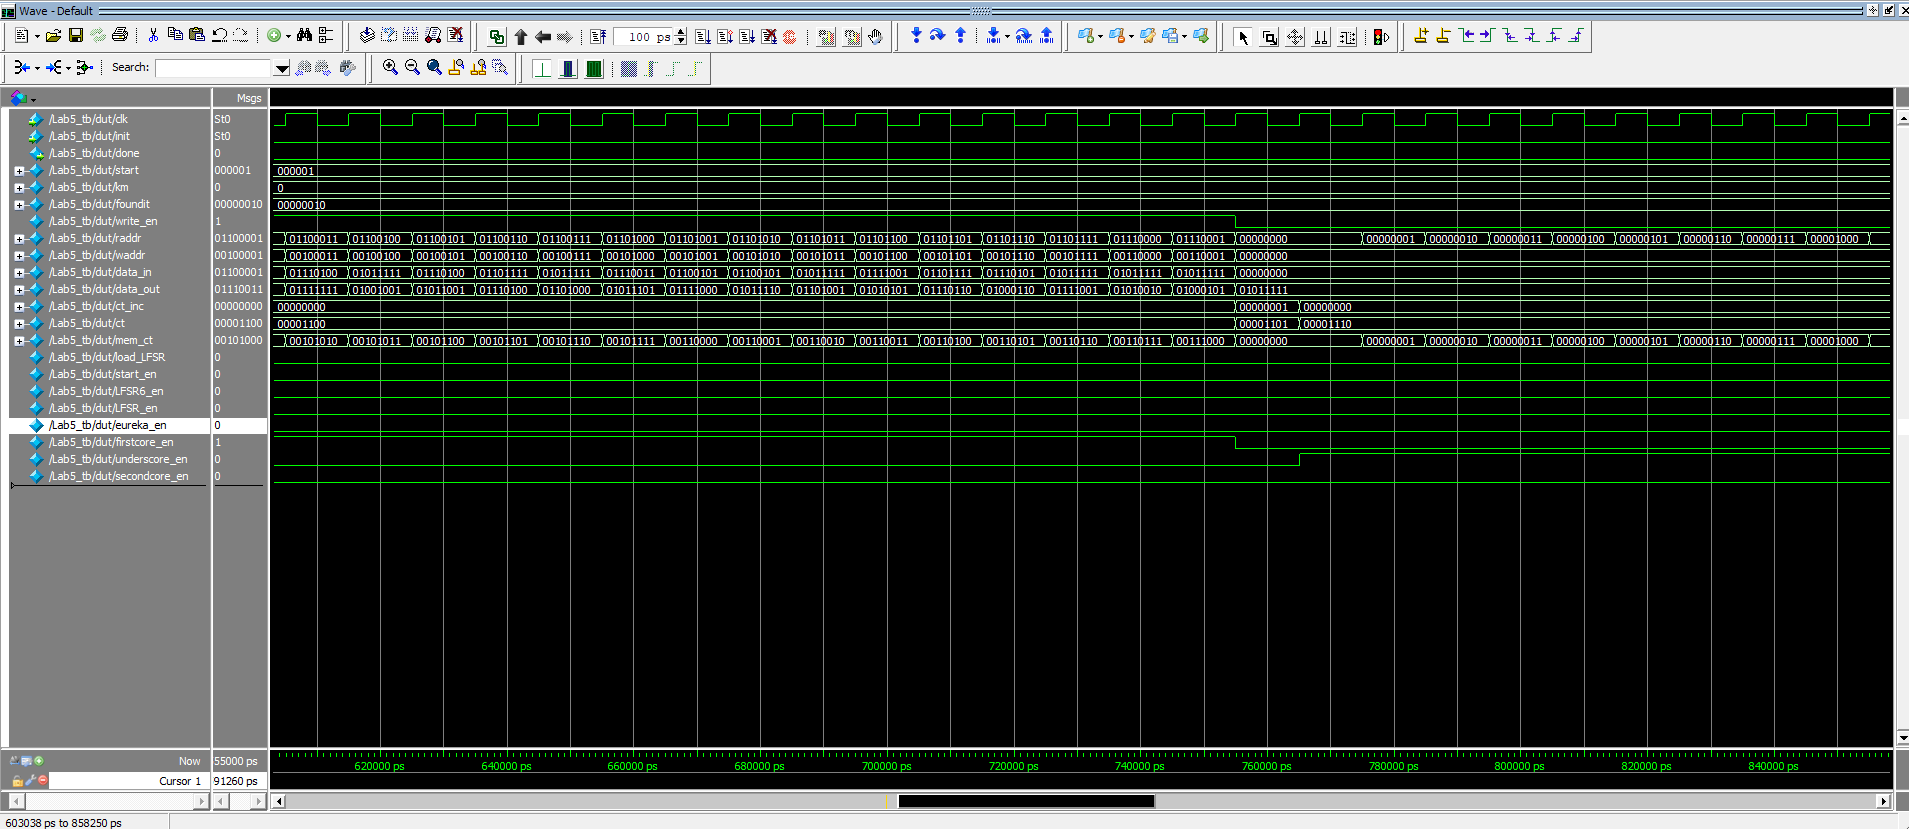 Wave - Default
100 ps
Search:
Msgs
/Lab5_tb/dut/clk St0
/Lab5_tb/dut/init St0
/Lab5_tb/dut/done 0
/Lab5_tb/dut/start 000001 000001
/Lab5_tb/dut/km 0 0
/Lab5_tb/dut/foundit 00000010 00000010
/Lab5_tb/dut/write_en 1
/Lab5_tb/dut/raddr 01100001 01100011 01100100 01100101 01100110 01100111 01101000 01101001 01101010 01101011 01101100 01101101 01101110 01101111 01110000 01110001 00000000 00000001 00000010 00000011 00000100 00000101 00000110 00000111 00001000
/Lab5_tb/dut/waddr 00100001 00100011 00100100 00100101 00100110 00100111 00101000 00101001 00101010 00101011 00101100 00101101 00101110 00101111 00110000 00110001 00000000
/Lab5_tb/dut/data_in 01100001 01110100 01011111 01110100 01101111 01011111 01110011 01100101 01100101 01011111 01111001 01101111 01110101 01011111 01011111 01011111 00000000
/Lab5_tb/dut/data_out 01110011 01111111 01001001 01011001 01110110 01101000 01011101 01111000 01011110 01101001 01010101 01110110 01000110 01111001 01010010 01000101 01011111
/Lab5_tb/dut/ct_inc 00000000 00000000 00000001 00000000
/Lab5_tb/dut/ct 00001100 00001100 00001101 00001110
/Lab5_tb/dut/mem_ct 00101000 00101010 00101011 00101100 00101101 00101110 00101111 00110000 00110001 00110010 00110011 00110100 00110101 00110110 00110111 00111000 00000000 00000001 00000010 00000011 00000100 00000101 00000110 00000111 00001000
/Lab5_tb/dut/load_LFSR 0
/Lab5_tb/dut/start_en 0
/Lab5_tb/dut/LFSR6_en 0
/Lab5_tb/dut/LFSR_en 0
/Lab5_tb/dut/eureka_en 0
/Lab5_tb/dut/firstcore_en 1
/Lab5_tb/dut/underscore_en 0
/Lab5_tb/dut/secondcore_en 0
Now 55000 ps
620000 ps 640000 ps 660000 ps 680000 ps 700000 ps 720000 ps 740000 ps 760000 ps 780000 ps 800000 ps 820000 ps 840000 ps
Cursor 1 91260 ps
603038 ps to 858250 ps